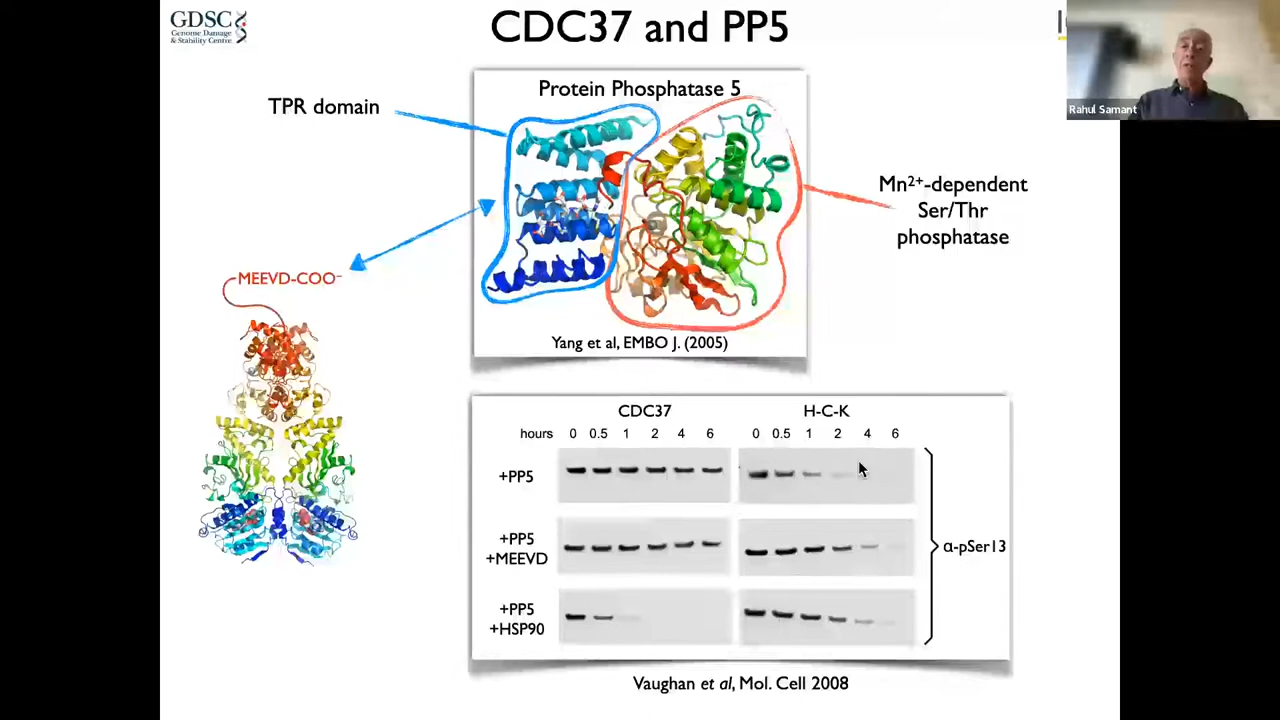 GDSC
Genome Damage
& Stability Centre
CDC37 and PP5
Rahul Samant
Protein Phosphatase 5
TPR domain
Mn²⁺-dependent
Ser/Thr
phosphatase
MEEVD-COO⁻
Yang et al, EMBO J. (2005)
CDC37 H-C-K
hours 0 0.5 1 2 4 6 0 0.5 1 2 4 6
+PP5
+PP5
+MEEVD
α-pSer13
+PP5
+HSP90
Vaughan et al, Mol. Cell 2008